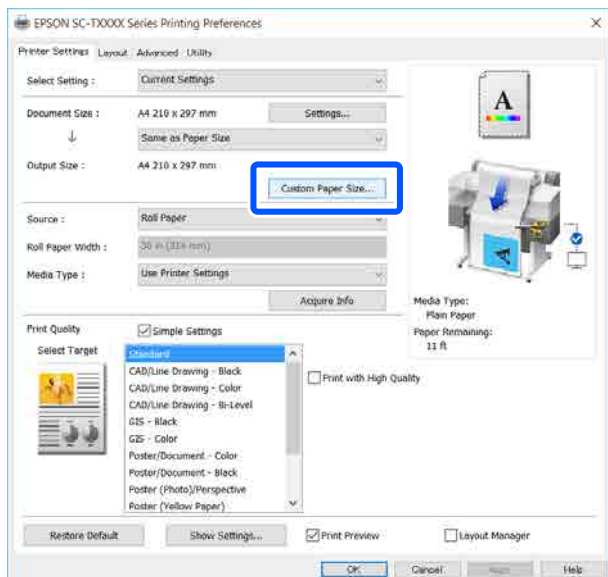 EPSON SC-TXXXX Series Printing Preferences
Printer Settings Layout Advanced Utility
Select Setting : Current Settings
Document Size : A4 210 x 297 mm Settings...
Same as Paper Size
Output Size : A4 210 x 297 mm
Custom Paper Size...
Source : Roll Paper
Roll Paper Width : 36 in
Media Type : Use Printer Settings
Acquire Info
A
Media Type:
Plain Paper
Paper Remaining:
11 ft
Print Quality Simple Settings
Select Target
Standard
CAD/Line Drawing - Black
CAD/Line Drawing - Color
CAD/Line Drawing - Bi-Level
GIS - Black
GIS - Color
Poster/Document - Color
Poster/Document - Black
Poster (Photo)/Perspective
Poster (Yellow Paper)
Print with High Quality
Restore Default Show Settings... Print Preview Layout Manager
OK Cancel Help